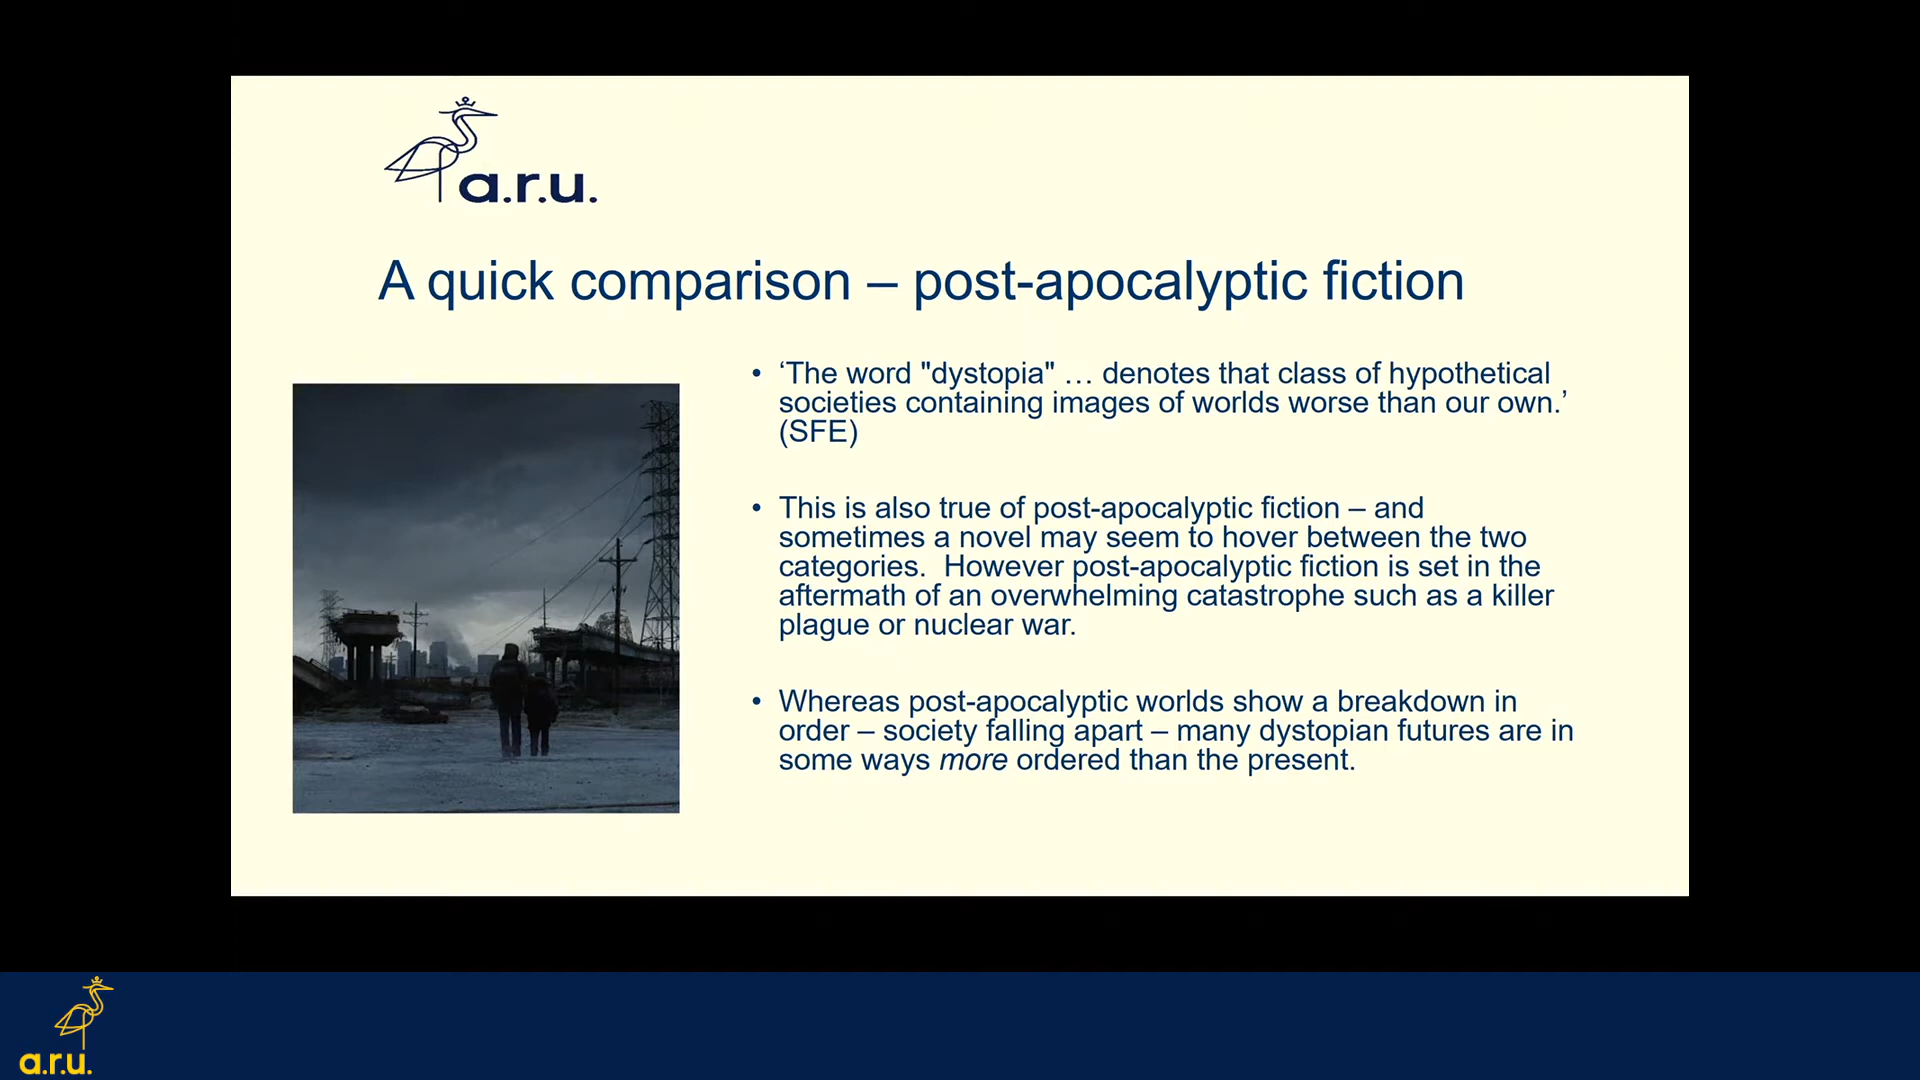 a.r.u.
A quick comparison – post-apocalyptic fiction
• ‘The word "dystopia" … denotes that class of hypothetical
societies containing images of worlds worse than our own.’
(SFE)
• This is also true of post-apocalyptic fiction – and
sometimes a novel may seem to hover between the two
categories.  However post-apocalyptic fiction is set in the
aftermath of an overwhelming catastrophe such as a killer
plague or nuclear war.
• Whereas post-apocalyptic worlds show a breakdown in
order – society falling apart – many dystopian futures are in
some ways more ordered than the present.
a.r.u.